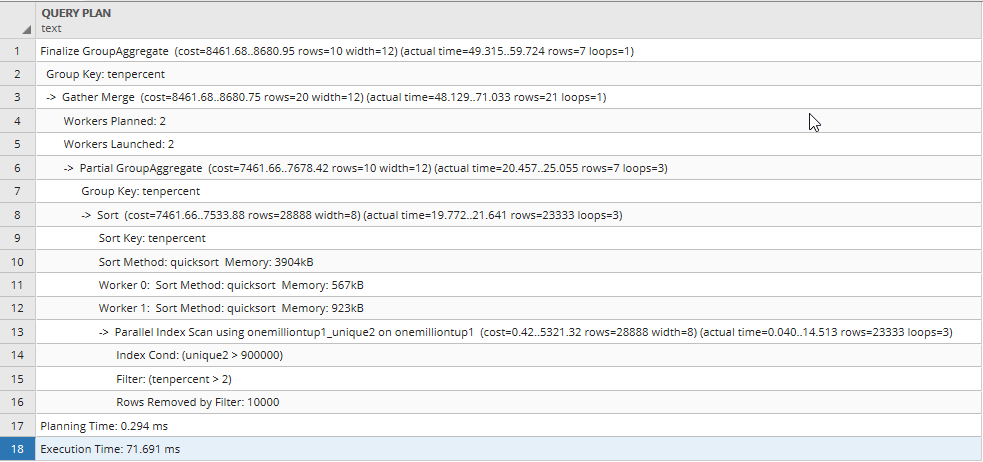 QUERY PLAN
text
1 Finalize GroupAggregate (cost=8461.68..8680.95 rows=10 width=12) (actual time=49.315..59.724 rows=7 loops=1)
2 Group Key: tenpercent
3 -> Gather Merge (cost=8461.68..8680.75 rows=20 width=12) (actual time=48.129..71.033 rows=21 loops=1)
4 Workers Planned: 2
5 Workers Launched: 2
6 -> Partial GroupAggregate (cost=7461.66..7678.42 rows=10 width=12) (actual time=20.457..25.055 rows=7 loops=3)
7 Group Key: tenpercent
8 -> Sort (cost=7461.66..7533.88 rows=28888 width=8) (actual time=19.772..21.641 rows=23333 loops=3)
9 Sort Key: tenpercent
10 Sort Method: quicksort Memory: 3904kB
11 Worker 0: Sort Method: quicksort Memory: 567kB
12 Worker 1: Sort Method: quicksort Memory: 923kB
13 -> Parallel Index Scan using onemilliontup1_unique2 on onemilliontup1 (cost=0.42..5321.32 rows=28888 width=8) (actual time=0.040..14.513 rows=23333 loops=3)
14 Index Cond: (unique2 > 900000)
15 Filter: (tenpercent > 2)
16 Rows Removed by Filter: 10000
17 Planning Time: 0.294 ms
18 Execution Time: 71.691 ms